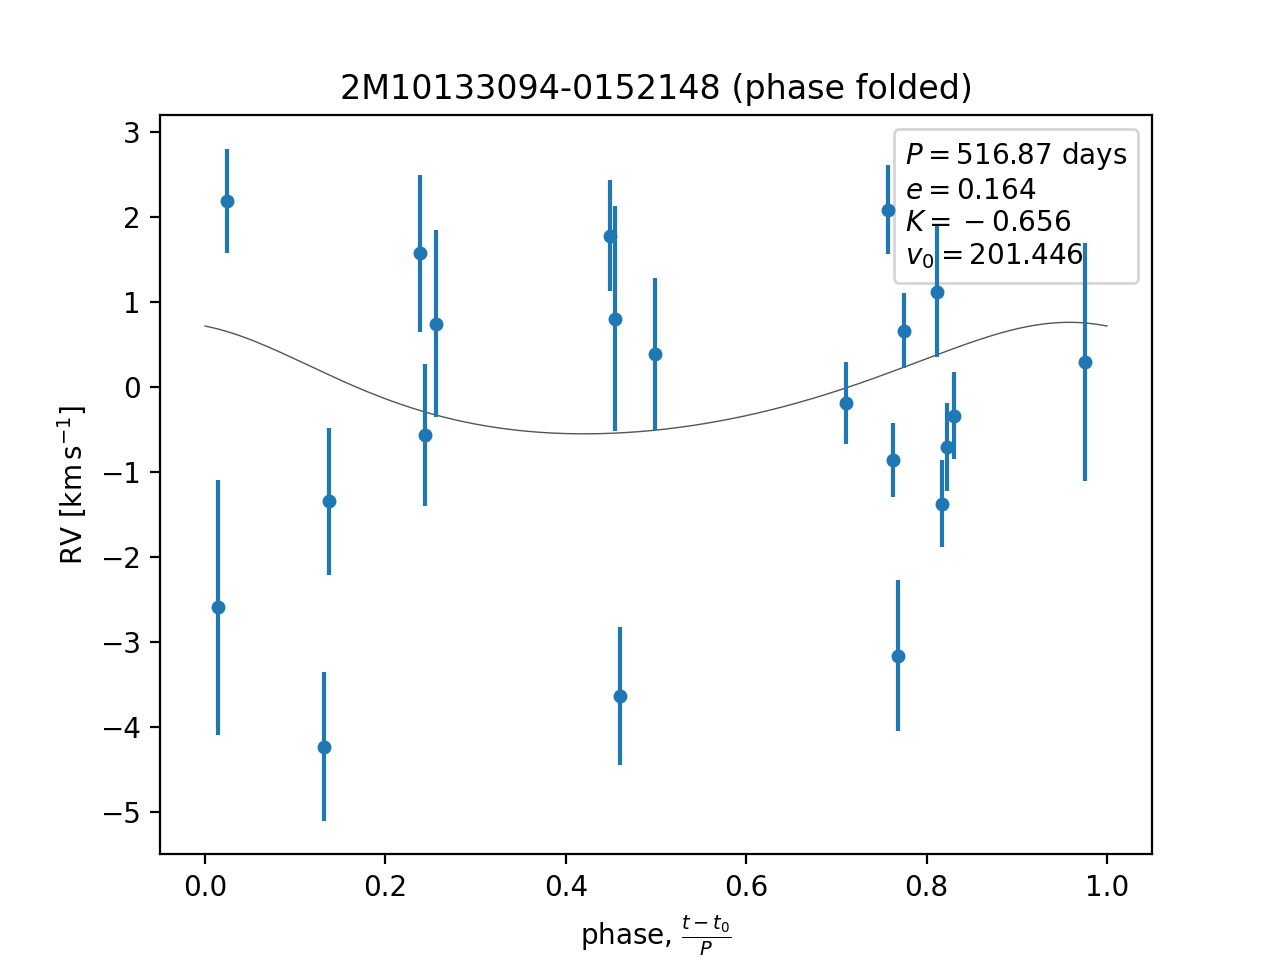 2M10133094-0152148 (phase folded)
P = 516.87 days
e = 0.164
K = −0.656
v₀ = 201.446
3
2
1
0
−1
−2
−3
−4
−5
RV [km s⁻¹]
0.0 0.2 0.4 0.6 0.8 1.0
phase, (t − t₀)/P